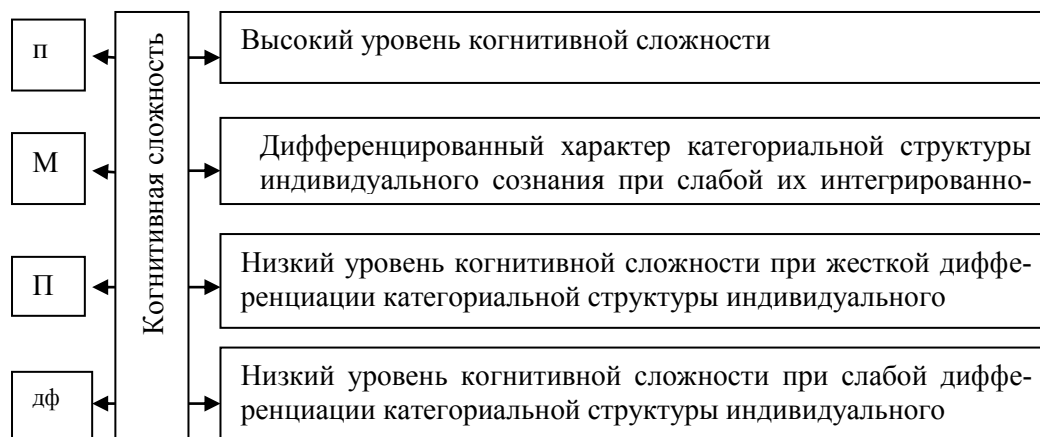 п
Когнитивная сложность
Высокий уровень когнитивной сложности
М
Дифференцированный характер категориальной структуры
индивидуального сознания при слабой их интегрированно-
П
Низкий уровень когнитивной сложности при жесткой диффе-
ренциации категориальной структуры индивидуального
дф
Низкий уровень когнитивной сложности при слабой диффе-
ренциации категориальной структуры индивидуального